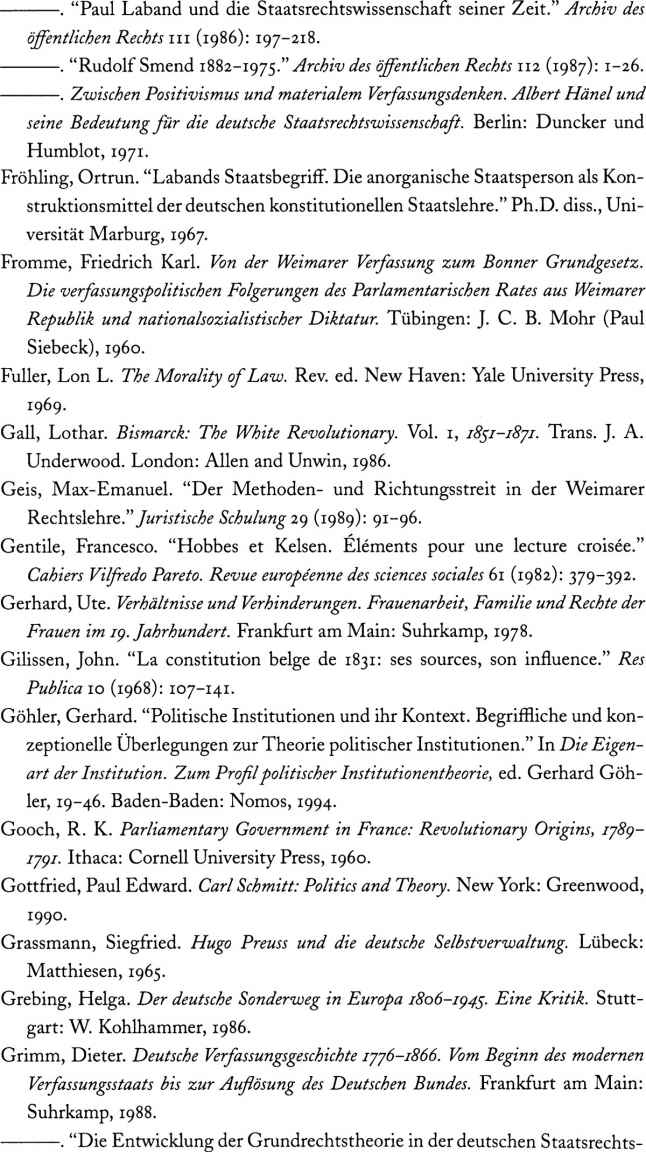 ———. “Paul Laband und die Staatsrechtswissenschaft seiner Zeit.” Archiv des
öffentlichen Rechts 111 (1986): 197–218.
———. “Rudolf Smend 1882–1975.” Archiv des öffentlichen Rechts 112 (1987): 1–26.
———. Zwischen Positivismus und materialem Verfassungsdenken. Albert Hänel und
seine Bedeutung für die deutsche Staatsrechtswissenschaft. Berlin: Duncker und
Humblot, 1971.
Fröhling, Ortrun. “Labands Staatsbegriff. Die anorganische Staatsperson als Kon-
struktionsmittel der deutschen konstitutionellen Staatslehre.” Ph.D. diss., Uni-
versität Marburg, 1967.
Fromme, Friedrich Karl. Von der Weimarer Verfassung zum Bonner Grundgesetz.
Die verfassungspolitischen Folgerungen des Parlamentarischen Rates aus Weimarer
Republik und nationalsozialistischer Diktatur. Tübingen: J. C. B. Mohr (Paul
Siebeck), 1960.
Fuller, Lon L. The Morality of Law. Rev. ed. New Haven: Yale University Press,
1969.
Gall, Lothar. Bismarck: The White Revolutionary. Vol. 1, 1851–1871. Trans. J. A.
Underwood. London: Allen and Unwin, 1986.
Geis, Max-Emanuel. “Der Methoden- und Richtungsstreit in der Weimarer
Rechtslehre.” Juristische Schulung 29 (1989): 91–96.
Gentile, Francesco. “Hobbes et Kelsen. Éléments pour une lecture croisée.”
Cahiers Vilfredo Pareto. Revue européenne des sciences sociales 61 (1982): 379–392.
Gerhard, Ute. Verhältnisse und Verhinderungen. Frauenarbeit, Familie und Rechte der
Frauen im 19. Jahrhundert. Frankfurt am Main: Suhrkamp, 1978.
Gilissen, John. “La constitution belge de 1831: ses sources, son influence.” Res
Publica 10 (1968): 107–141.
Göhler, Gerhard. “Politische Institutionen und ihr Kontext. Begriffliche und kon-
zeptionelle Überlegungen zur Theorie politischer Institutionen.” In Die Eigen-
art der Institution. Zum Profil politischer Institutionentheorie, ed. Gerhard Göh-
ler, 19–46. Baden-Baden: Nomos, 1994.
Gooch, R. K. Parliamentary Government in France: Revolutionary Origins, 1789–
1791. Ithaca: Cornell University Press, 1960.
Gottfried, Paul Edward. Carl Schmitt: Politics and Theory. New York: Greenwood,
1990.
Grassmann, Siegfried. Hugo Preuss und die deutsche Selbstverwaltung. Lübeck:
Matthiesen, 1965.
Grebing, Helga. Der deutsche Sonderweg in Europa 1806–1945. Eine Kritik. Stutt-
gart: W. Kohlhammer, 1986.
Grimm, Dieter. Deutsche Verfassungsgeschichte 1776–1866. Vom Beginn des modernen
Verfassungsstaats bis zur Auflösung des Deutschen Bundes. Frankfurt am Main:
Suhrkamp, 1988.
———. “Die Entwicklung der Grundrechtstheorie in der deutschen Staatsrechts-